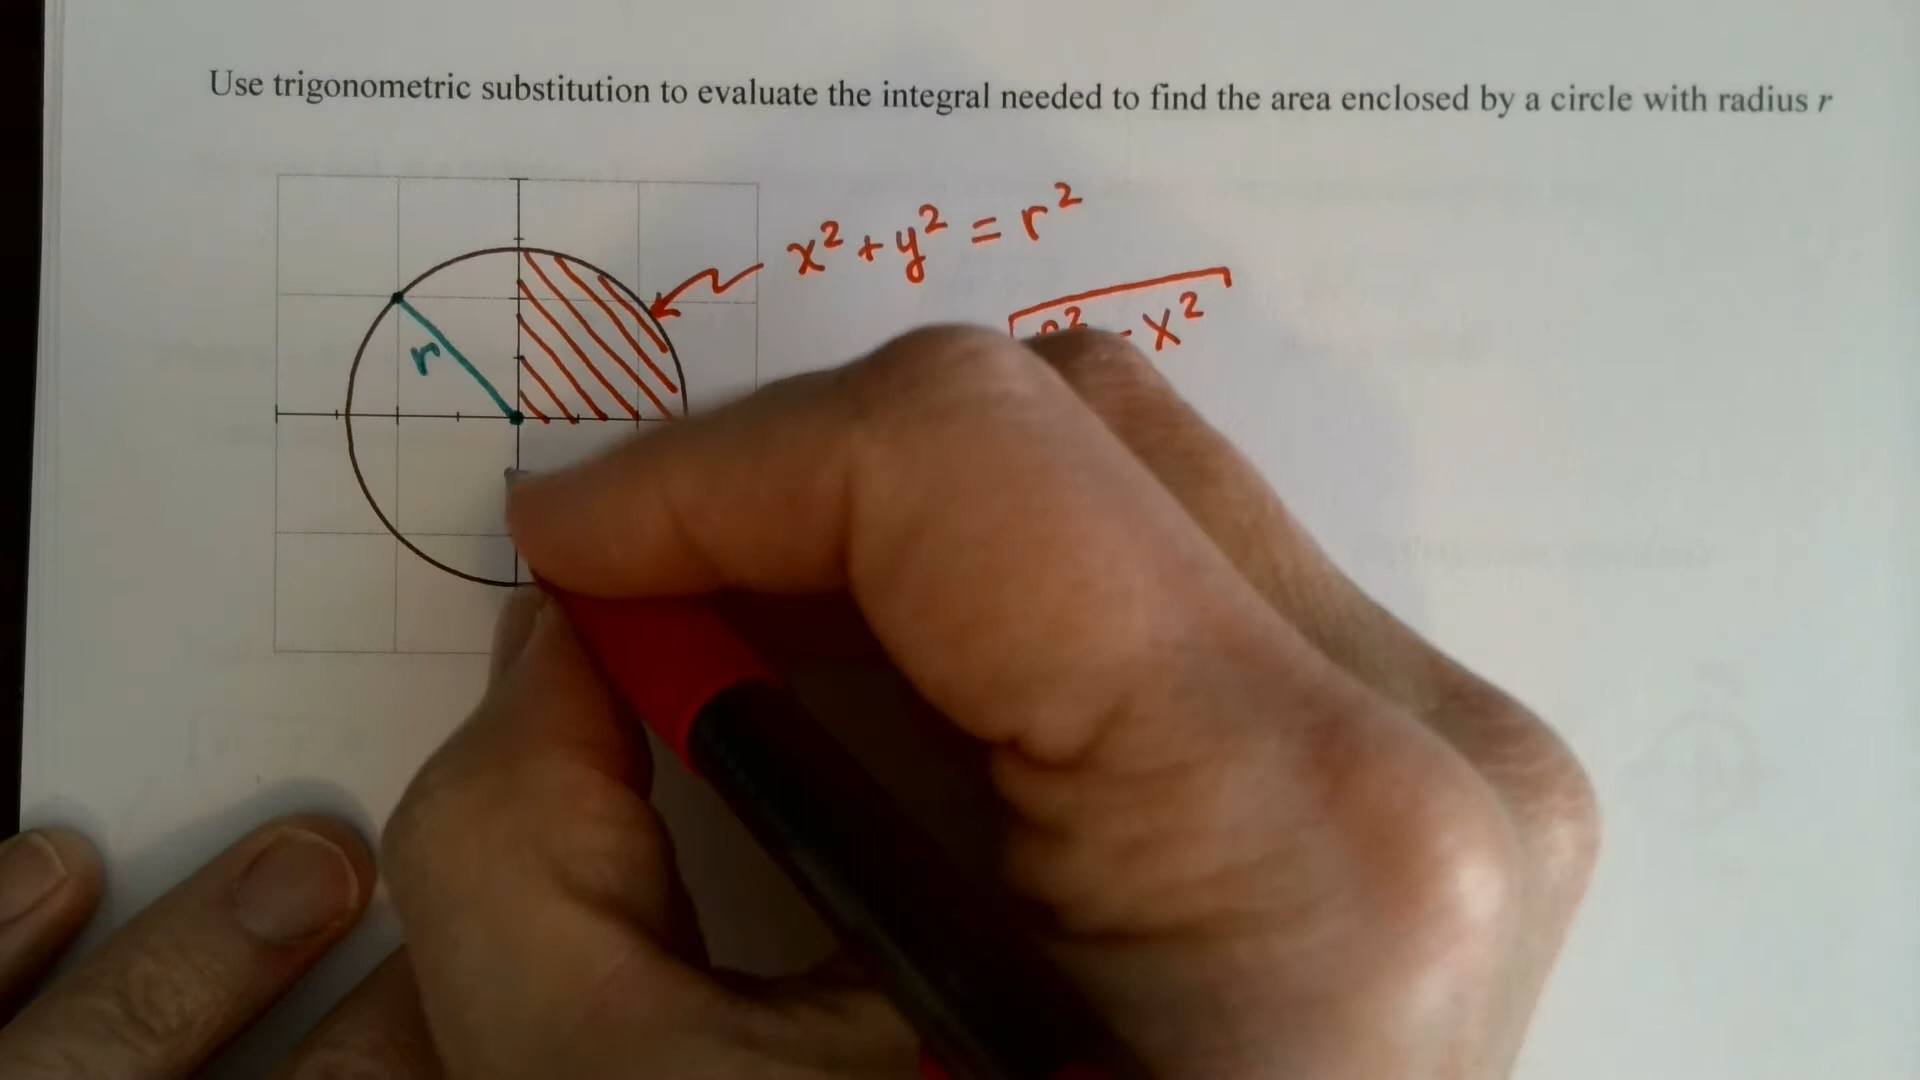 Use trigonometric substitution to evaluate the integral needed to find the area enclosed by a circle with radius r
x² + y² = r²
r² - x²
r